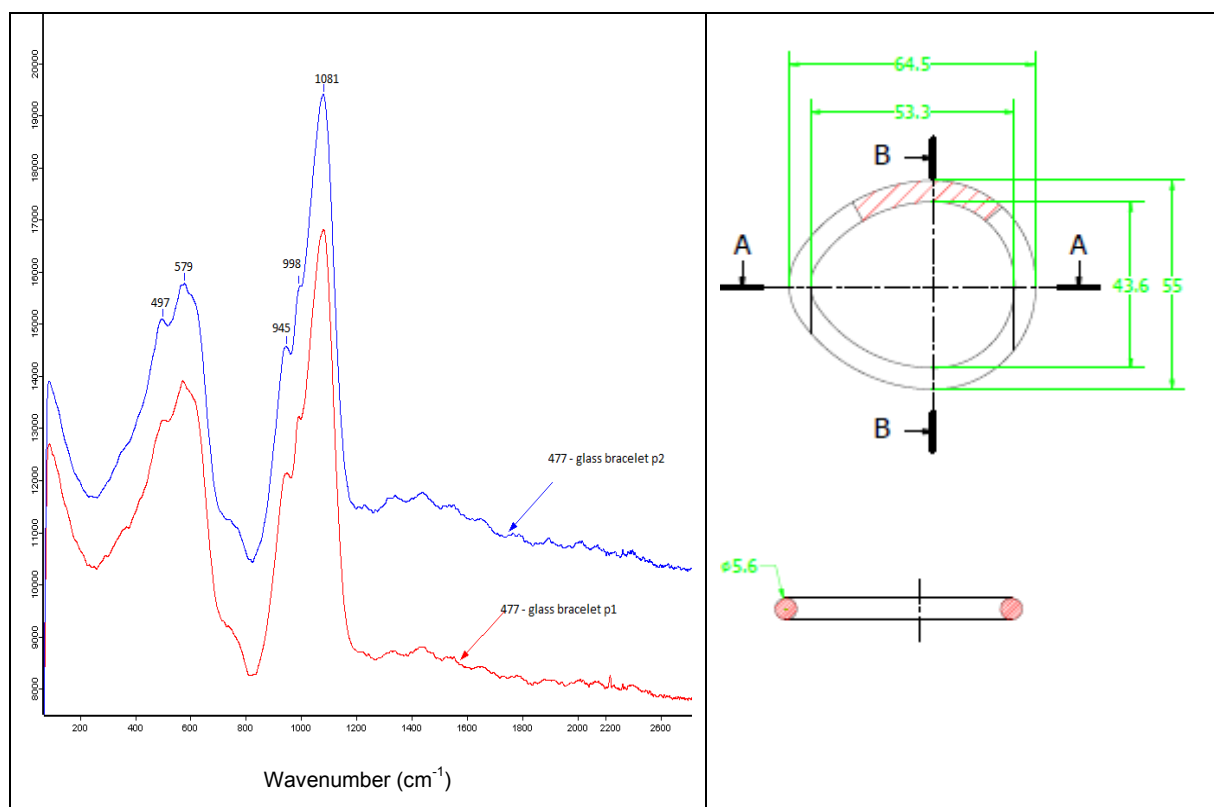 20000
19000
18000
17000
16000
15000
14000
13000
12000
11000
10000
9000
8000
1081
998
945
579
497
477 - glass bracelet p2
477 - glass bracelet p1
200 400 600 800 1000 1200 1400 1600 1800 2000 2200 2400 2600
Wavenumber (cm⁻¹)
64.5
53.3
B
A A
43.6 55
B
ø5.6